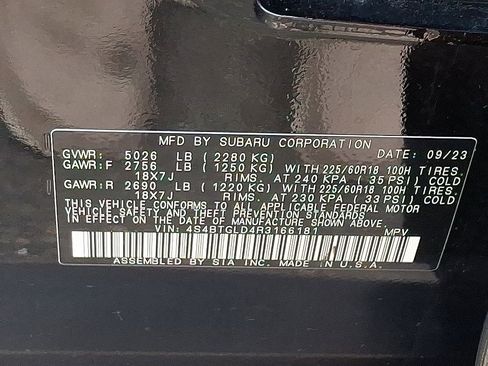 MFD BY SUBARU CORPORATION
GVWR: 5026 LB (2280 KG) DATE: 09/23
GAWR:F 2756 LB (1250 KG) WITH 225/60R18 100H TIRES.
18X7J RIMS. AT 240 KPA (35 PSI) COLD
GAWR:R 2690 LB (1220 KG) WITH 225/60R18 100H TIRES.
18X7J RIMS. AT 230 KPA (33 PSI) COLD
THIS VEHICLE CONFORMS TO ALL APPLICABLE FEDERAL MOTOR
VEHICLE SAFETY AND THEFT PREVENTION STANDARDS
IN EFFECT ON THE DATE OF MANUFACTURE SHOWN ABOVE.
VIN: 4S4BTGLD4R3166181 MPV
ASSEMBLED BY SIA INC. MADE IN U.S.A.